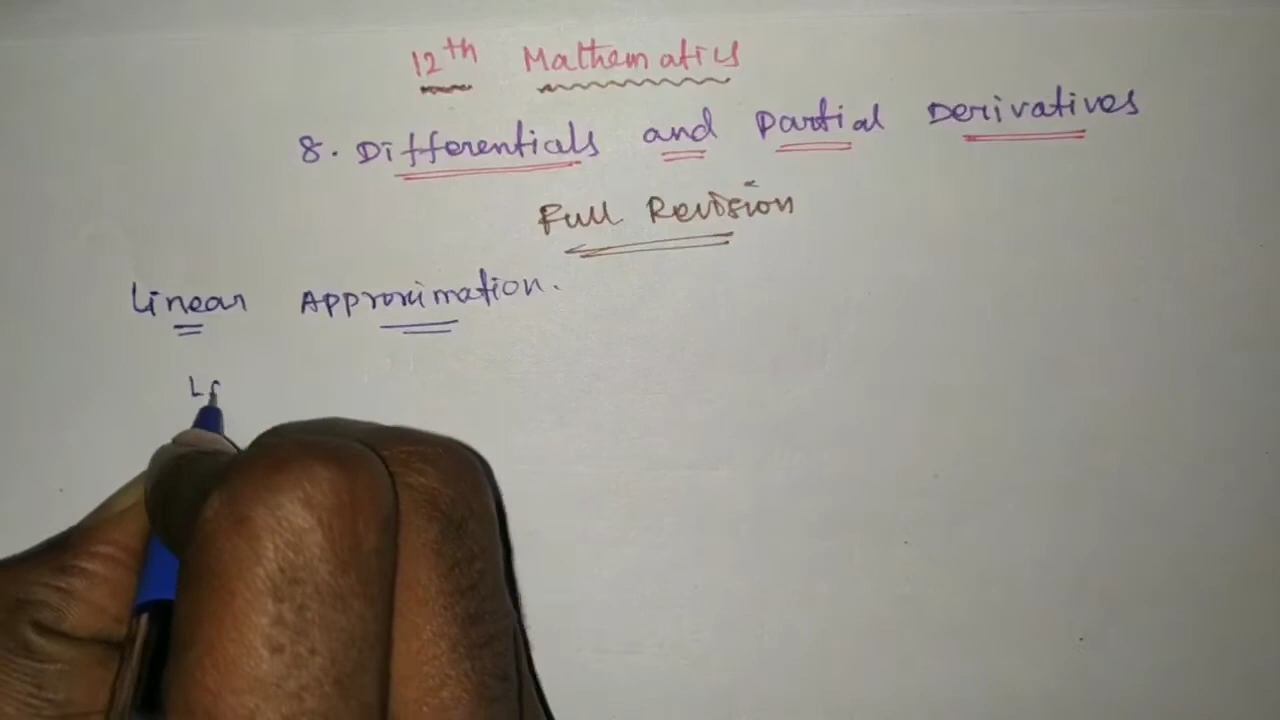 12th Mathematics
8. Differentials and Partial Derivatives
Full Revision
Linear Approximation.
L